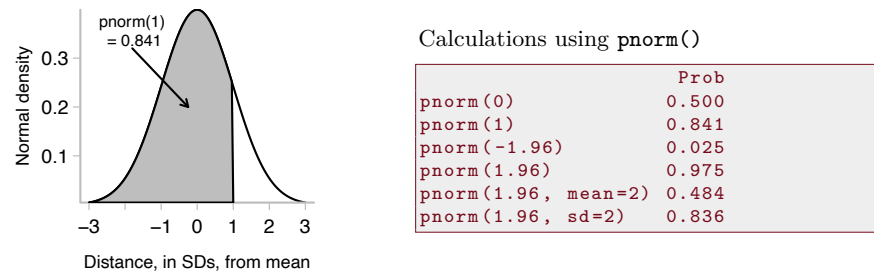 pnorm(1)
= 0.841
Normal density
0.3
0.2
0.1
−3 −1 0 1 2 3
Distance, in SDs, from mean
Calculations using pnorm()
Prob
pnorm(0) 0.500
pnorm(1) 0.841
pnorm(-1.96) 0.025
pnorm(1.96) 0.975
pnorm(1.96, mean=2) 0.484
pnorm(1.96, sd=2) 0.836